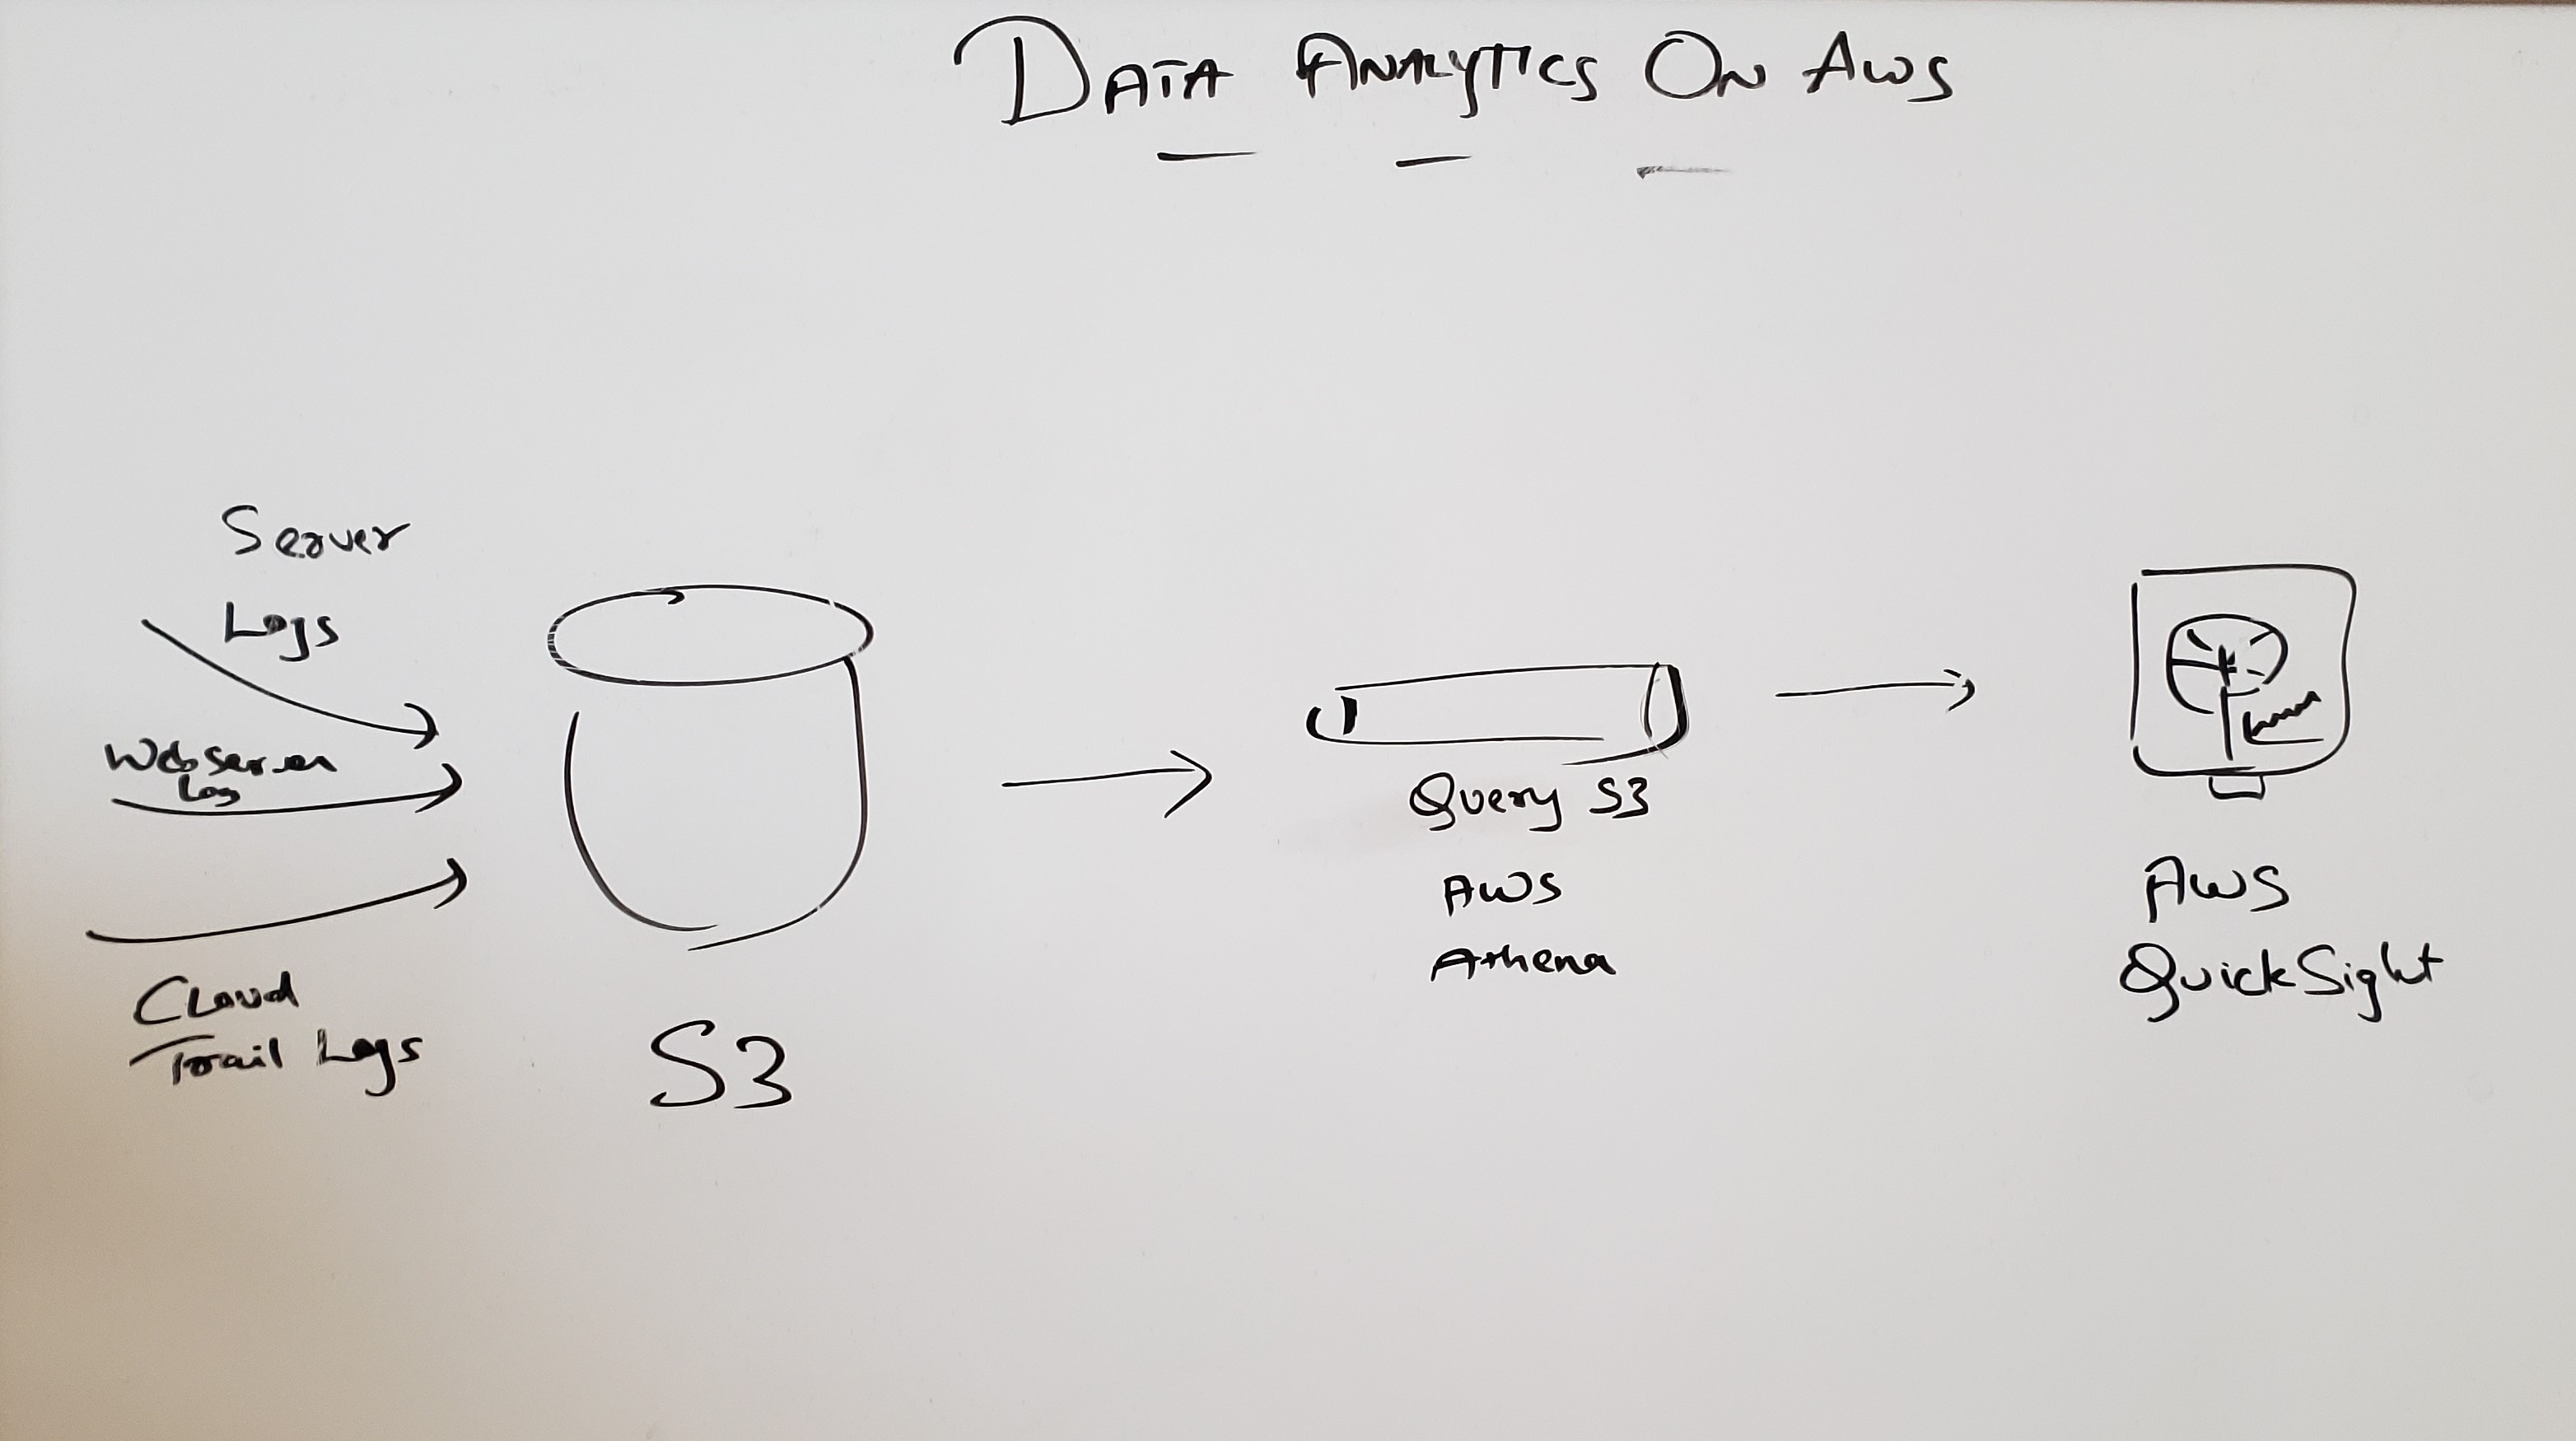 DATA ANALYTICS ON AWS
Server
Logs
Webserver
Log
Cloud
Trail Logs
S3
Query S3
AWS
Athena
AWS
QuickSight